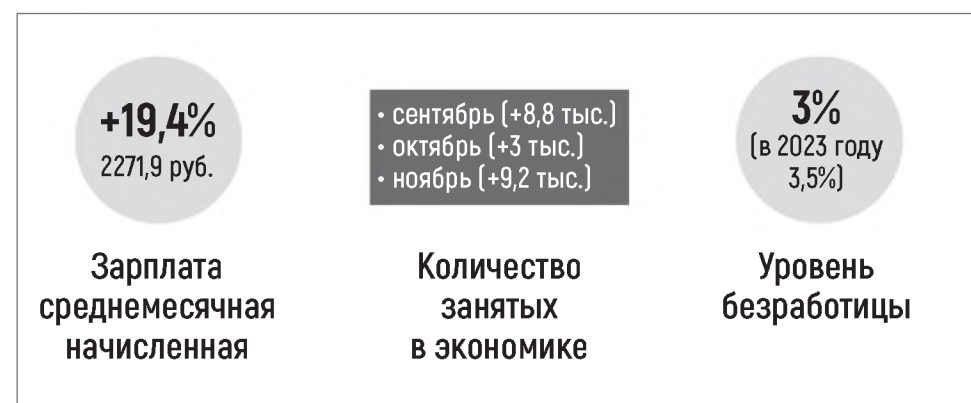 +19,4%
2271,9 руб.
Зарплата
среднемесячная
начисленная
• сентябрь (+8,8 тыс.)
• октябрь (+3 тыс.)
• ноябрь (+9,2 тыс.)
Количество
занятых
в экономике
3%
(в 2023 году
3,5%)
Уровень
безработицы